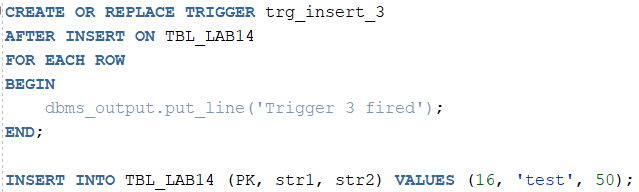 CREATE OR REPLACE TRIGGER trg_insert_3
AFTER INSERT ON TBL_LAB14
FOR EACH ROW
BEGIN
    dbms_output.put_line('Trigger 3 fired');
END;

INSERT INTO TBL_LAB14 (PK, str1, str2) VALUES (16, 'test', 50);